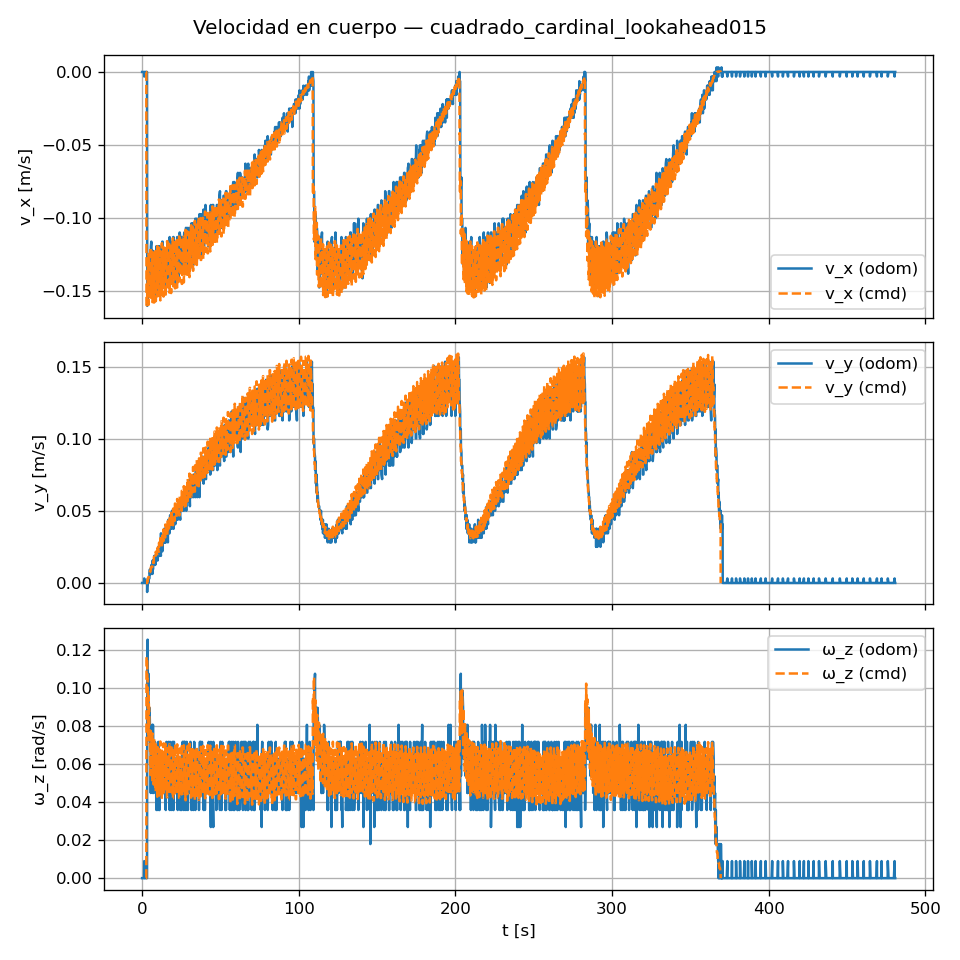 Velocidad en cuerpo — cuadrado_cardinal_lookahead015
0.00
−0.05
−0.10
−0.15
v_x [m/s]
v_x (odom)
v_x (cmd)
0.15
0.10
0.05
0.00
v_y [m/s]
v_y (odom)
v_y (cmd)
0.12
0.10
0.08
0.06
0.04
0.02
0.00
ω_z [rad/s]
ω_z (odom)
ω_z (cmd)
0 100 200 300 400 500
t [s]